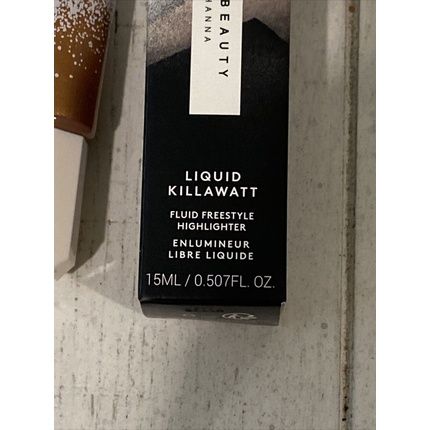 BEAUTY
HANNA
LIQUID
KILLAWATT
FLUID FREESTYLE
HIGHLIGHTER
ENLUMINEUR
LIBRE LIQUIDE
15ML / 0.507FL. OZ.